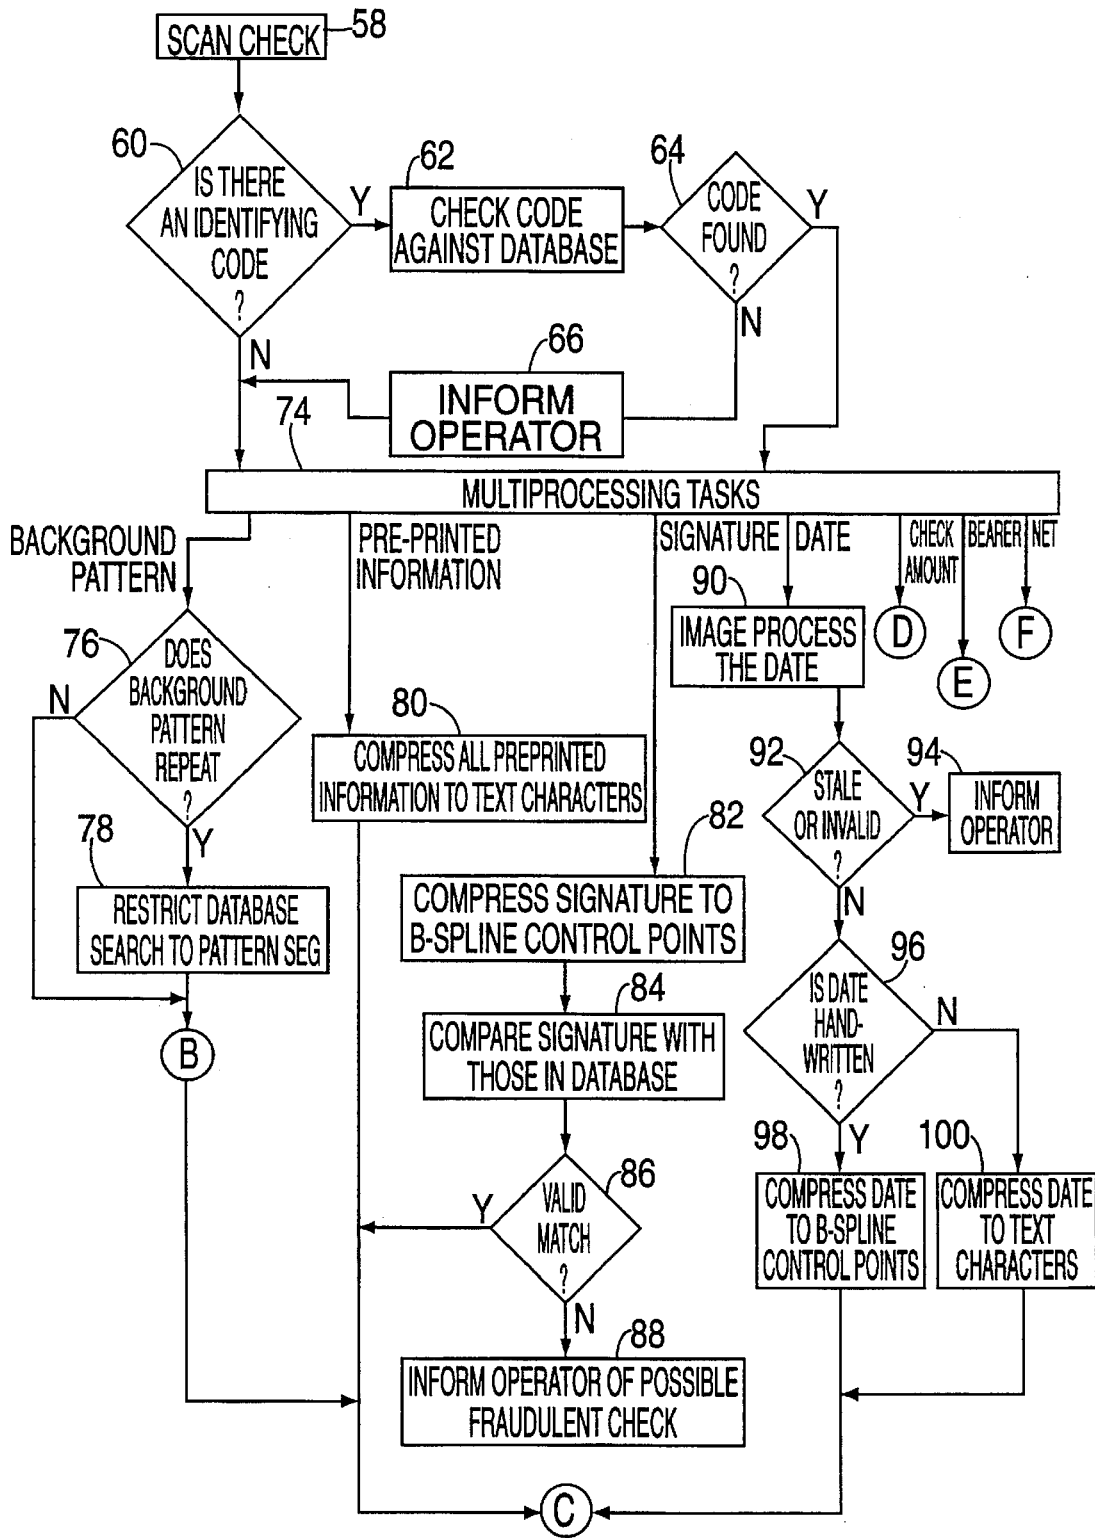 SCAN CHECK
58
60
IS THERE
AN IDENTIFYING
CODE
?
Y
N
62
CHECK CODE
AGAINST DATABASE
64
CODE
FOUND
?
Y
N
66
INFORM
OPERATOR
74
MULTIPROCESSING TASKS
BACKGROUND
PATTERN
PRE-PRINTED
INFORMATION
SIGNATURE
DATE
CHECK
AMOUNT
BEARER
NET
D
E
F
76
DOES
BACKGROUND
PATTERN
REPEAT
?
N
Y
78
RESTRICT DATABASE
SEARCH TO PATTERN SEG
B
80
COMPRESS ALL PREPRINTED
INFORMATION TO TEXT CHARACTERS
82
COMPRESS SIGNATURE TO
B-SPLINE CONTROL POINTS
84
COMPARE SIGNATURE WITH
THOSE IN DATABASE
86
VALID
MATCH
?
Y
N
88
INFORM OPERATOR OF POSSIBLE
FRAUDULENT CHECK
90
IMAGE PROCESS
THE DATE
92
STALE
OR INVALID
?
Y
N
94
INFORM
OPERATOR
96
IS DATE
HAND-
WRITTEN
?
N
Y
98
COMPRESS DATE
TO B-SPLINE
CONTROL POINTS
100
COMPRESS DATE
TO TEXT
CHARACTERS
C